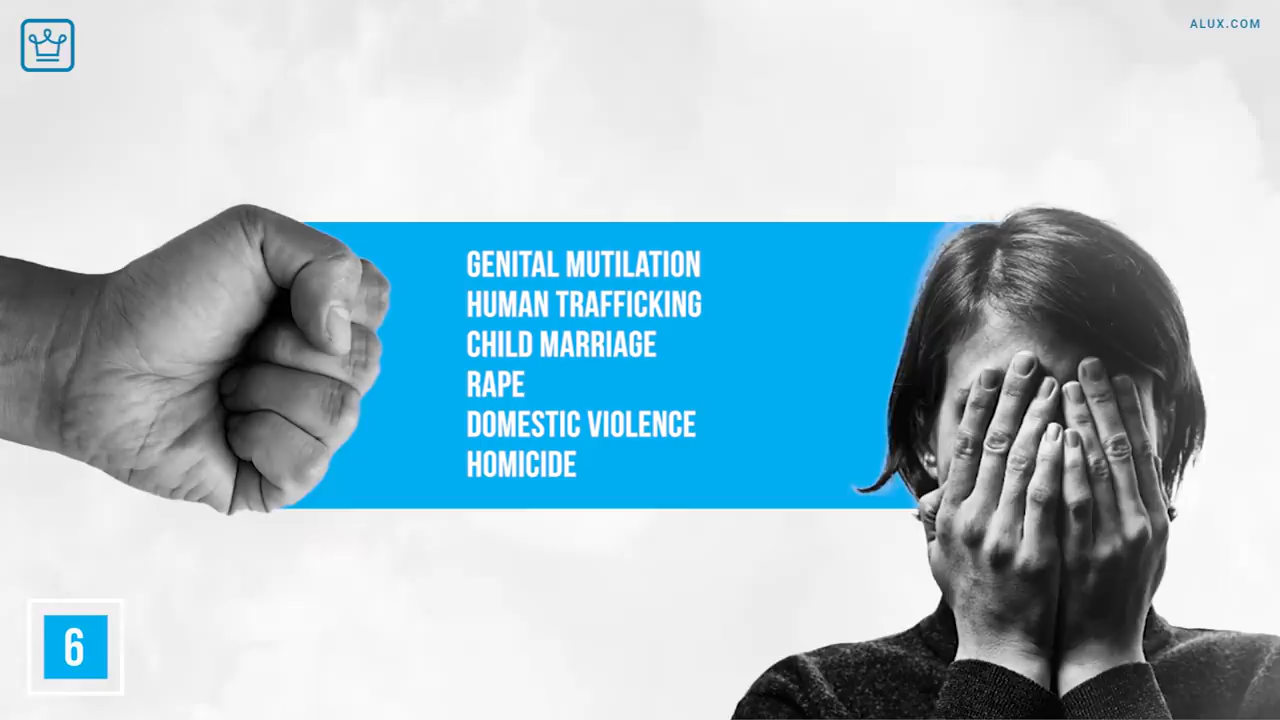 ALUX.COM
GENITAL MUTILATION
HUMAN TRAFFICKING
CHILD MARRIAGE
RAPE
DOMESTIC VIOLENCE
HOMICIDE
6